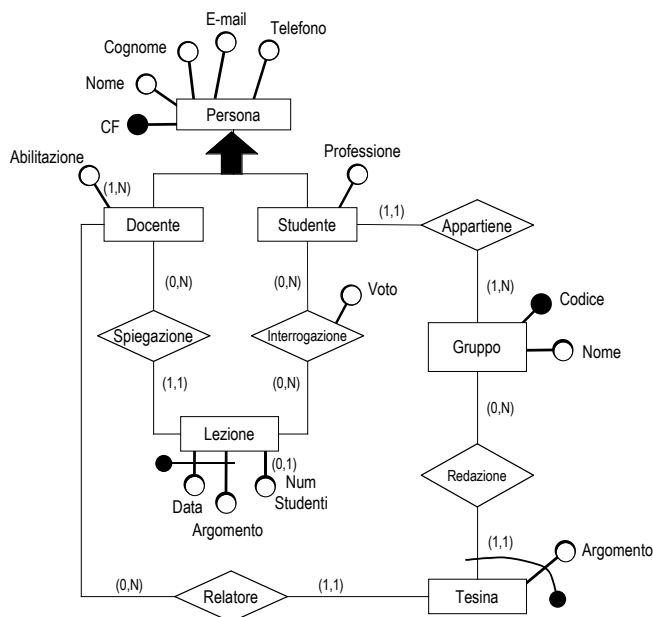 E-mail
Cognome
Telefono
Nome
Persona
CF
Abilitazione
Professione
(1,N)
Docente
Studente
(1,1)
Appartiene
(0,N)
(0,N)
(1,N)
Voto
Codice
Spiegazione
Interrogazione
Gruppo
Nome
(1,1)
(0,N)
(0,N)
Lezione
(0,1)
Num
Studenti
Data
Argomento
Redazione
(1,1)
Argomento
(0,N)
Relatore
(1,1)
Tesina